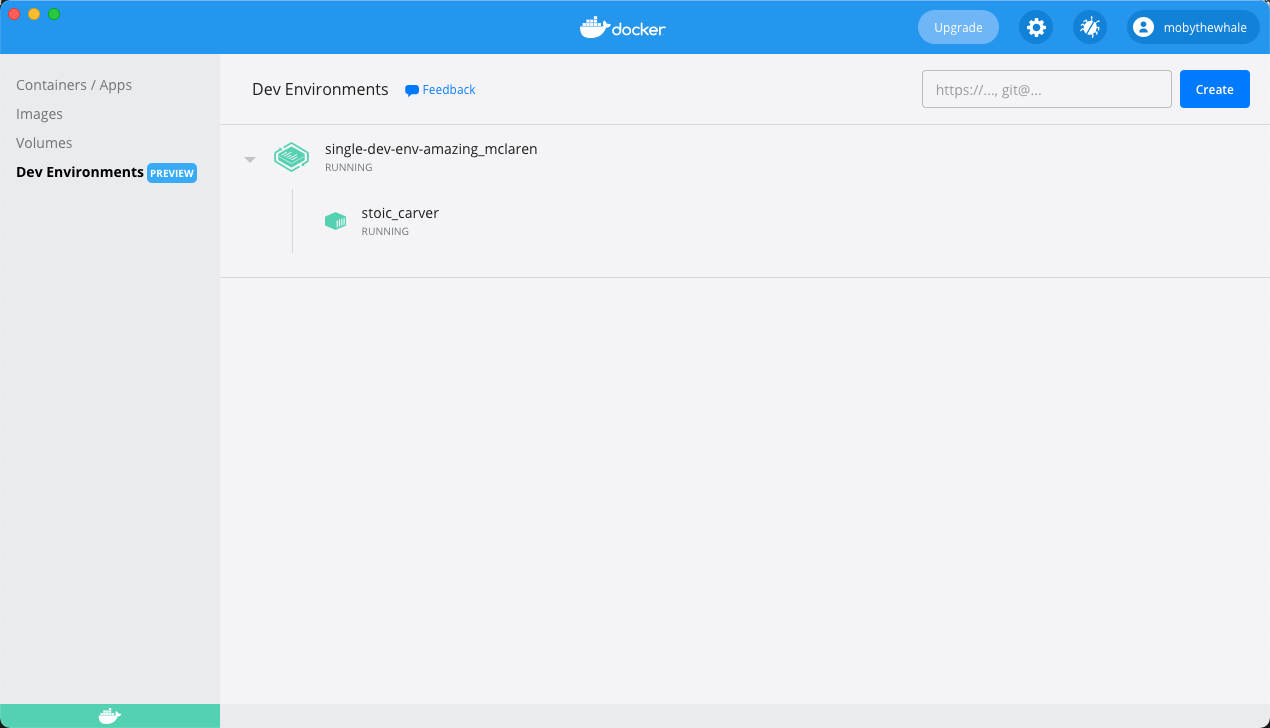 docker
Upgrade
mobythewhale
Containers / Apps
Images
Volumes
Dev Environments PREVIEW
Dev Environments
Feedback
https://..., git@...
Create
single-dev-env-amazing_mclaren
RUNNING
stoic_carver
RUNNING